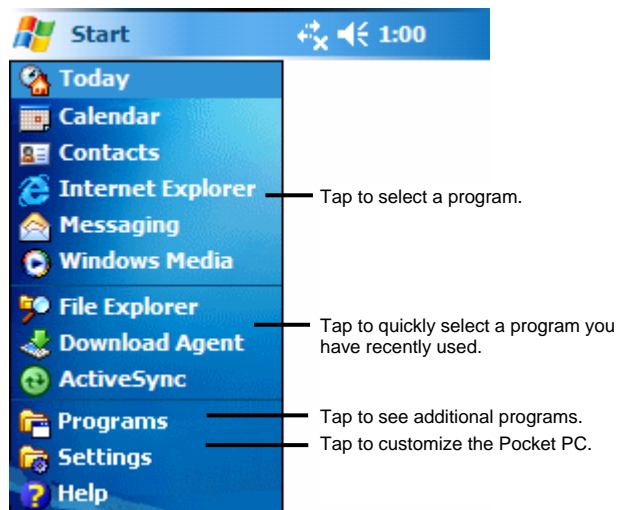 Start 1:00
Today
Calendar
Contacts
Internet Explorer
Tap to select a program.
Messaging
Windows Media
File Explorer
Download Agent
Tap to quickly select a program you
have recently used.
ActiveSync
Programs
Tap to see additional programs.
Settings
Tap to customize the Pocket PC.
Help